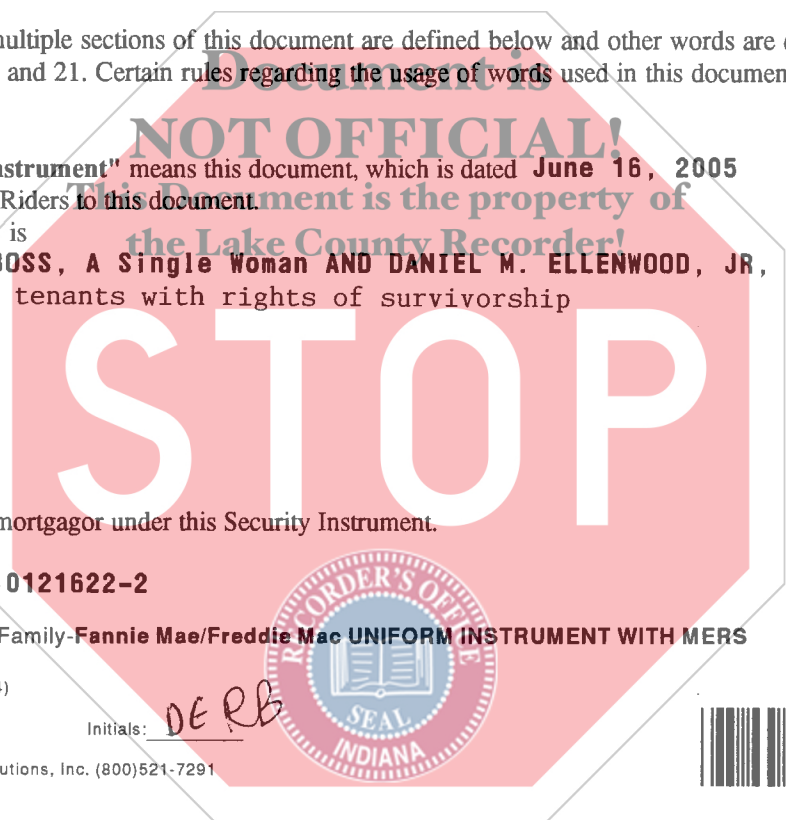 multiple sections of this document are defined below and other words are
and 21. Certain rules regarding the usage of words used in this document
Document is
NOT OFFICIAL!
nstrument" means this document, which is dated June 16, 2005
Riders to this document.
This Document is the property of
is
the Lake County Recorder!
BOSS, A Single Woman AND DANIEL M. ELLENWOOD, JR,
tenants with rights of survivorship
STOP
mortgagor under this Security Instrument.
0121622-2
RECORDER'S OFFICE
Family-Fannie Mae/Freddie Mac UNIFORM INSTRUMENT WITH MERS
Initials: DE RB
SEAL
INDIANA
utions, Inc. (800)521-7291